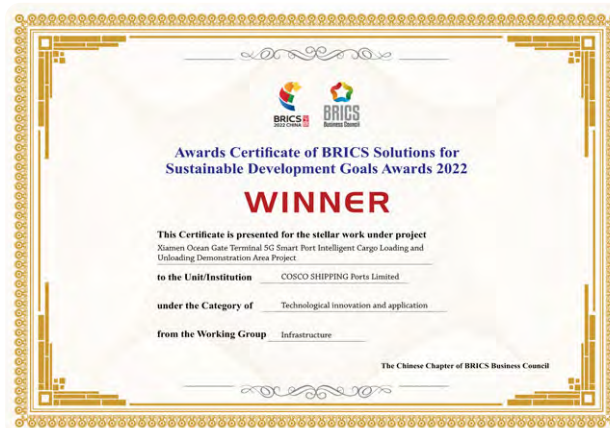 BRICS
2022 CHINA
BRICS
Business Council
Awards Certificate of BRICS Solutions for
Sustainable Development Goals Awards 2022
WINNER
This Certificate is presented for the stellar work under project
Xiamen Ocean Gate Terminal 5G Smart Port Intelligent Cargo Loading and
Unloading Demonstration Area Project
to the Unit/Institution COSCO SHIPPING Ports Limited
under the Category of Technological innovation and application
from the Working Group Infrastructure
The Chinese Chapter of BRICS Business Council